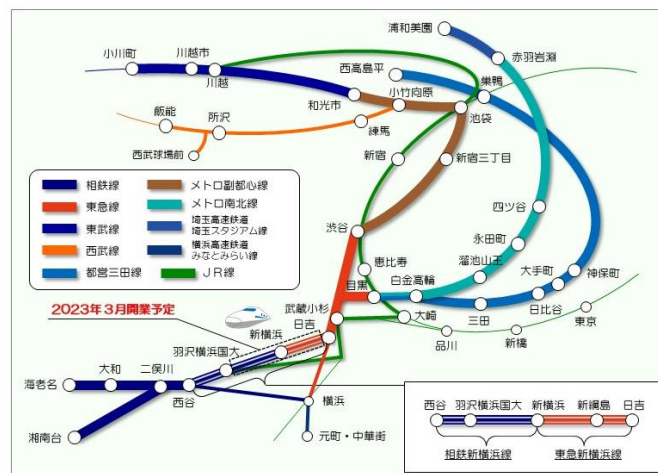 浦和美園
赤羽岩淵
小川町
川越市
川越
西高島平
巣鴨
和光市
小竹向原
池袋
飯能
所沢
練馬
西武球場前
新宿
新宿三丁目
相鉄線
メトロ副都心線
東急線
メトロ南北線
東武線
埼玉高速鉄道
埼玉スタジアム線
西武線
横浜高速鉄道
みなとみらい線
都営三田線
JR線
渋谷
四ツ谷
永田町
溜池山王
恵比寿
目黒
白金高輪
大手町
神保町
日比谷
三田
東京
大崎
品川
新橋
2023年3月開業予定
武蔵小杉
日吉
新横浜
羽沢横浜国大
海老名
大和
二俣川
西谷
横浜
湘南台
元町・中華街
西谷 羽沢横浜国大 新横浜 新綱島 日吉
相鉄新横浜線 東急新横浜線